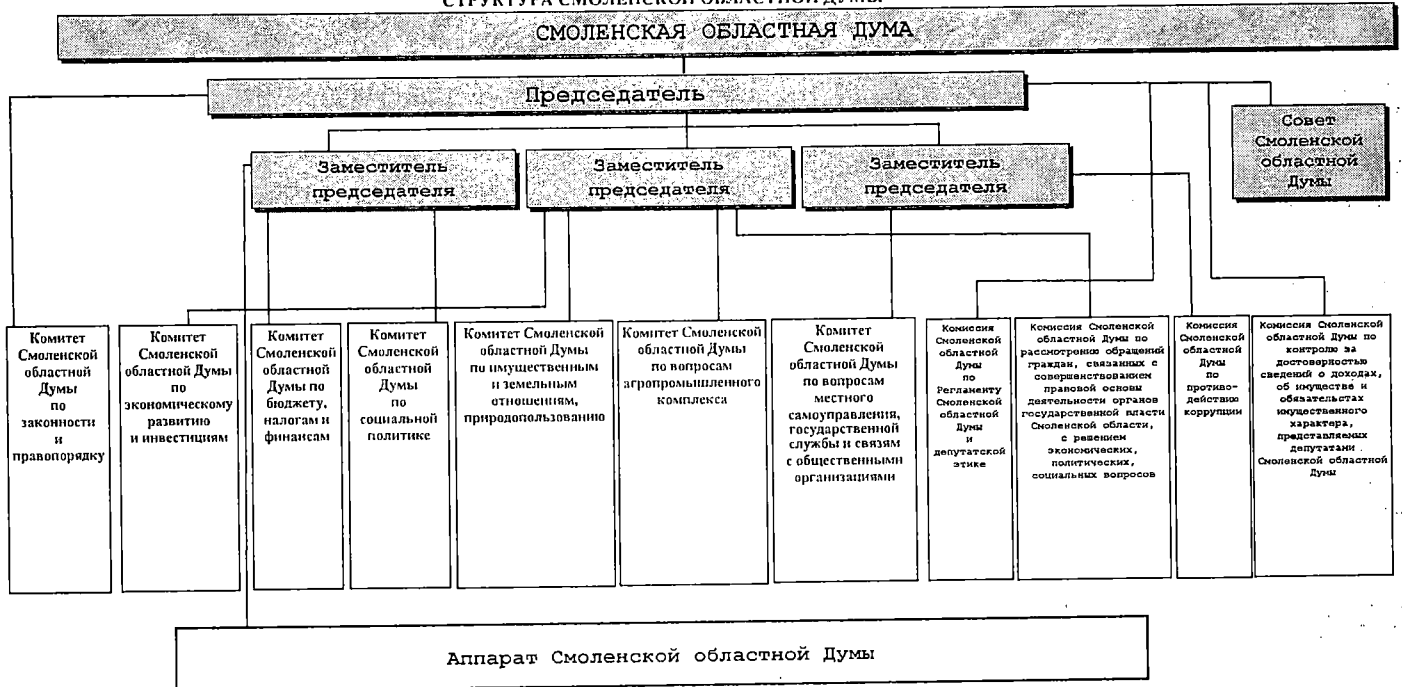 СТРУКТУРА СМОЛЕНСКОЙ ОБЛАСТНОЙ ДУМЫ
СМОЛЕНСКАЯ ОБЛАСТНАЯ ДУМА
Председатель
Совет
Смоленской
областной
Думы
Заместитель
председателя
Заместитель
председателя
Заместитель
председателя
Комитет
Смоленской
областной
Думы
по
законности
и
правопорядку
Комитет
Смоленской
областной Думы
по
экономическому
развитию
и инвестициям
Комитет
Смоленской
областной
Думы по
бюджету,
налогам и
финансам
Комитет
Смоленской
областной
Думы
по
социальной
политике
Комитет Смоленской
областной Думы
по имущественным
и земельным
отношениям,
природопользованию
Комитет Смоленской
областной Думы
по вопросам
агропромышленного
комплекса
Комитет
Смоленской
областной Думы
по вопросам
местного
самоуправления,
государственной
службы и связям
с общественными
организациями
Комиссия
Смоленской
областной
Думы
по
Регламенту
Смоленской
областной
Думы
и
депутатской
этике
Комиссия Смоленской
областной Думы по
рассмотрению обращений
граждан, связанных с
совершенствованием
правовой основы
деятельности органов
государственной власти
Смоленской области,
с решением
экономических,
политических,
социальных вопросов
Комиссия
Смоленской
областной
Думы
по
противо-
действию
коррупции
Комиссия Смоленской
областной Думы по
контролю за
достоверностью
сведений о доходах,
об имуществе и
обязательствах
имущественного
характера,
представляемых
депутатами
Смоленской областной
Думы
Аппарат Смоленской областной Думы